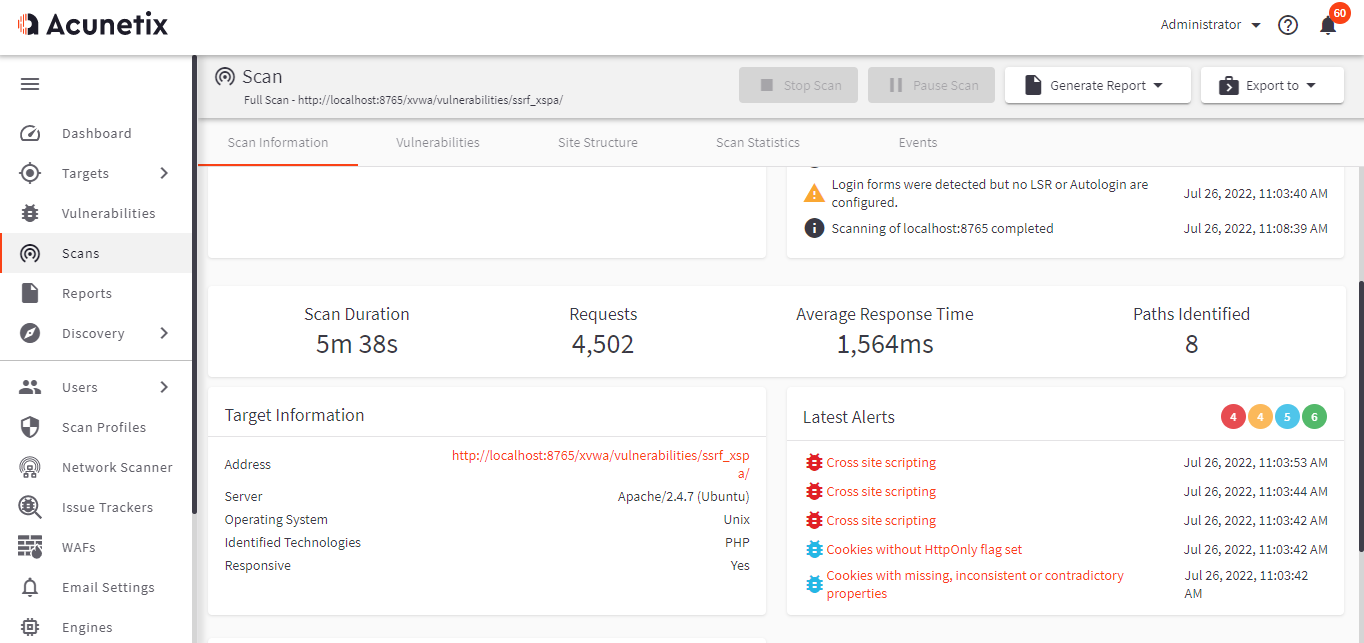 Acunetix
Administrator
60
Scan
Full Scan - http://localhost:8765/xvwa/vulnerabilities/ssrf_xspa/
Stop Scan
Pause Scan
Generate Report
Export to
Dashboard
Targets
Vulnerabilities
Scans
Reports
Discovery
Users
Scan Profiles
Network Scanner
Issue Trackers
WAFs
Email Settings
Engines
Scan Information
Vulnerabilities
Site Structure
Scan Statistics
Events
Login forms were detected but no LSR or Autologin are
configured.
Jul 26, 2022, 11:03:40 AM
Scanning of localhost:8765 completed
Jul 26, 2022, 11:08:39 AM
Scan Duration
5m 38s
Requests
4,502
Average Response Time
1,564ms
Paths Identified
8
Target Information
Address
http://localhost:8765/xvwa/vulnerabilities/ssrf_xsp
a/
Server
Apache/2.4.7 (Ubuntu)
Operating System
Unix
Identified Technologies
PHP
Responsive
Yes
Latest Alerts
4
4
5
6
Cross site scripting
Jul 26, 2022, 11:03:53 AM
Cross site scripting
Jul 26, 2022, 11:03:44 AM
Cross site scripting
Jul 26, 2022, 11:03:42 AM
Cookies without HttpOnly flag set
Jul 26, 2022, 11:03:42 AM
Cookies with missing, inconsistent or contradictory
properties
Jul 26, 2022, 11:03:42
AM